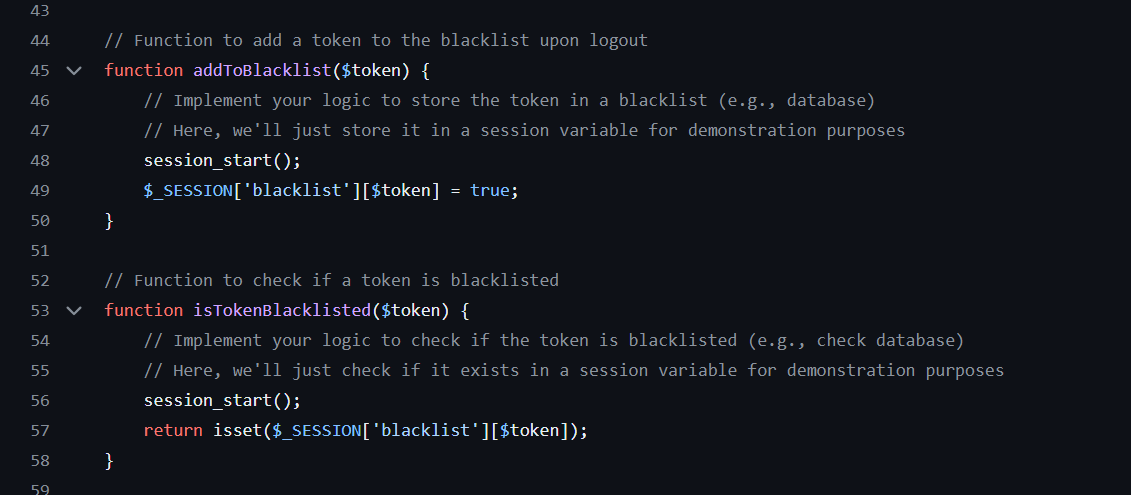 43
44 // Function to add a token to the blacklist upon logout
45 function addToBlacklist($token) {
46 // Implement your logic to store the token in a blacklist (e.g., database)
47 // Here, we'll just store it in a session variable for demonstration purposes
48 session_start();
49 $_SESSION['blacklist'][$token] = true;
50 }
51
52 // Function to check if a token is blacklisted
53 function isTokenBlacklisted($token) {
54 // Implement your logic to check if the token is blacklisted (e.g., check database)
55 // Here, we'll just check if it exists in a session variable for demonstration purposes
56 session_start();
57 return isset($_SESSION['blacklist'][$token]);
58 }
59